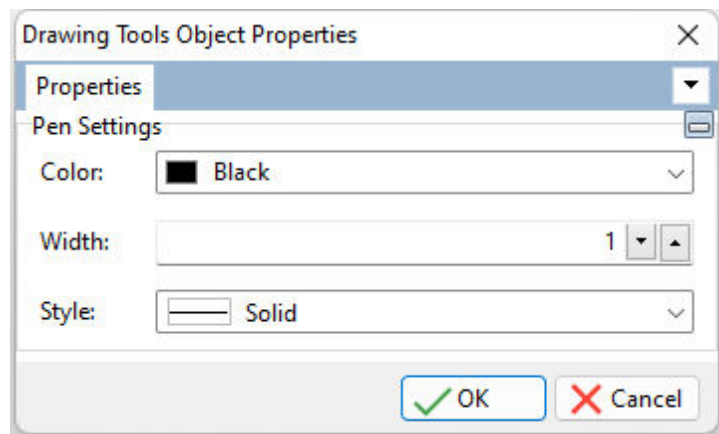 Drawing Tools Object Properties
Properties
Pen Settings
Color: Black
Width: 1
Style: Solid
OK Cancel